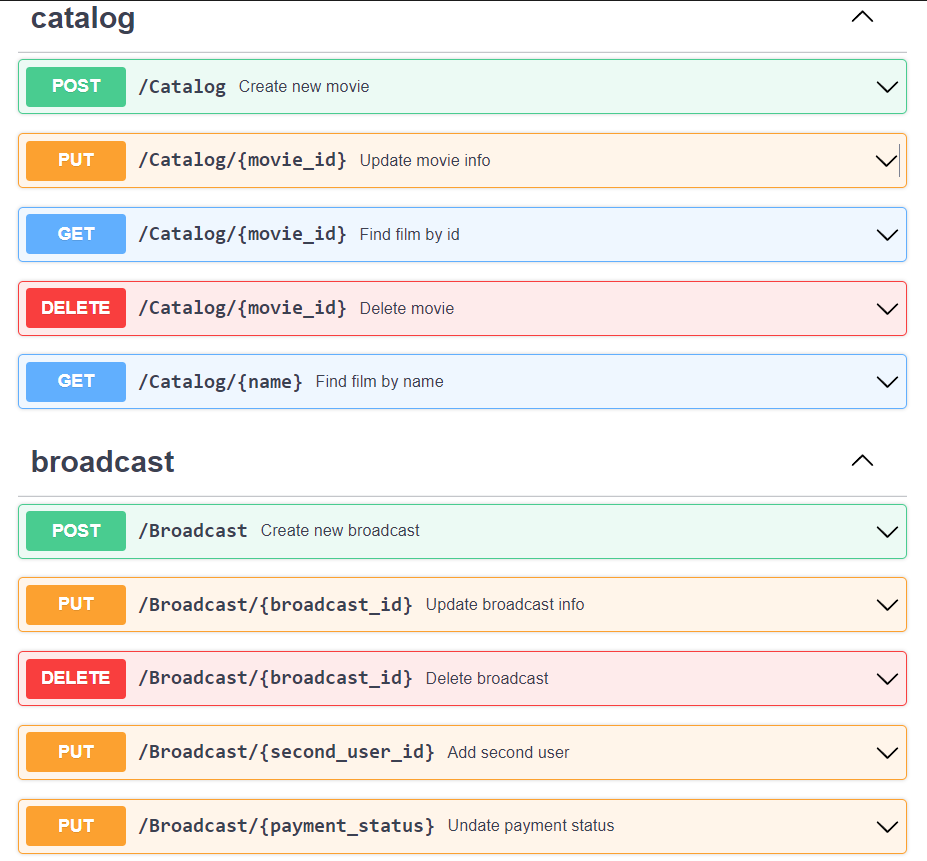 catalog
POST /Catalog Create new movie
PUT /Catalog/{movie_id} Update movie info
GET /Catalog/{movie_id} Find film by id
DELETE /Catalog/{movie_id} Delete movie
GET /Catalog/{name} Find film by name
broadcast
POST /Broadcast Create new broadcast
PUT /Broadcast/{broadcast_id} Update broadcast info
DELETE /Broadcast/{broadcast_id} Delete broadcast
PUT /Broadcast/{second_user_id} Add second user
PUT /Broadcast/{payment_status} Undate payment status